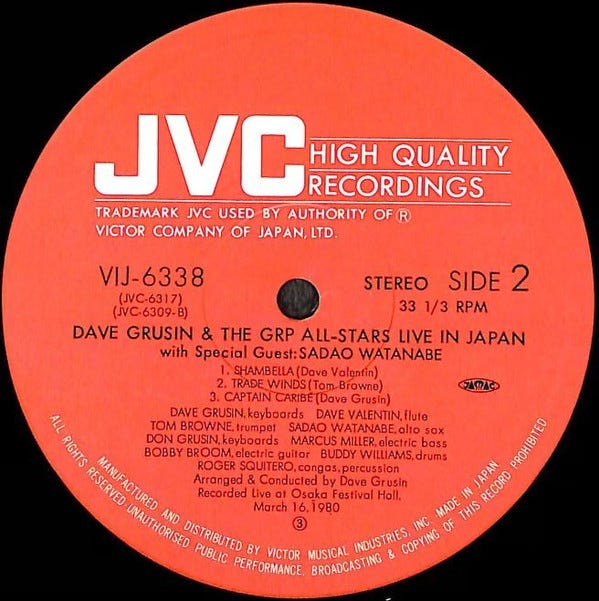 JVC
HIGH QUALITY
RECORDINGS
TRADEMARK JVC USED BY AUTHORITY OF Ⓡ
VICTOR COMPANY OF JAPAN, LTD.
VIJ-6338
(JVC-6317)
(JVC-6309-B)
STEREO SIDE 2
33 1/3 RPM
DAVE GRUSIN & THE GRP ALL-STARS LIVE IN JAPAN
with Special Guest:SADAO WATANABE
1. SHAMBELLA (Dave Valentin)
2. TRADE WINDS (Tom Browne)
3. CAPTAIN CARIBE (Dave Grusin)
JASRAC
DAVE GRUSIN, keyboards DAVE VALENTIN, flute
TOM BROWNE, trumpet SADAO WATANABE, alto sax
DON GRUSIN, keyboards MARCUS MILLER, electric bass
BOBBY BROOM, electric guitar BUDDY WILLIAMS, drums
ROGER SQUITERO, congas, percussion
Arranged & Conducted by Dave Grusin
Recorded Live at Osaka Festival Hall,
March 16, 1980
③
MANUFACTURED AND DISTRIBUTED BY VICTOR MUSICAL INDUSTRIES, INC. MADE IN JAPAN
ALL RIGHTS RESERVED UNAUTHORISED PUBLIC PERFORMANCE, BROADCASTING & COPYING OF THIS RECORD PROHIBITED